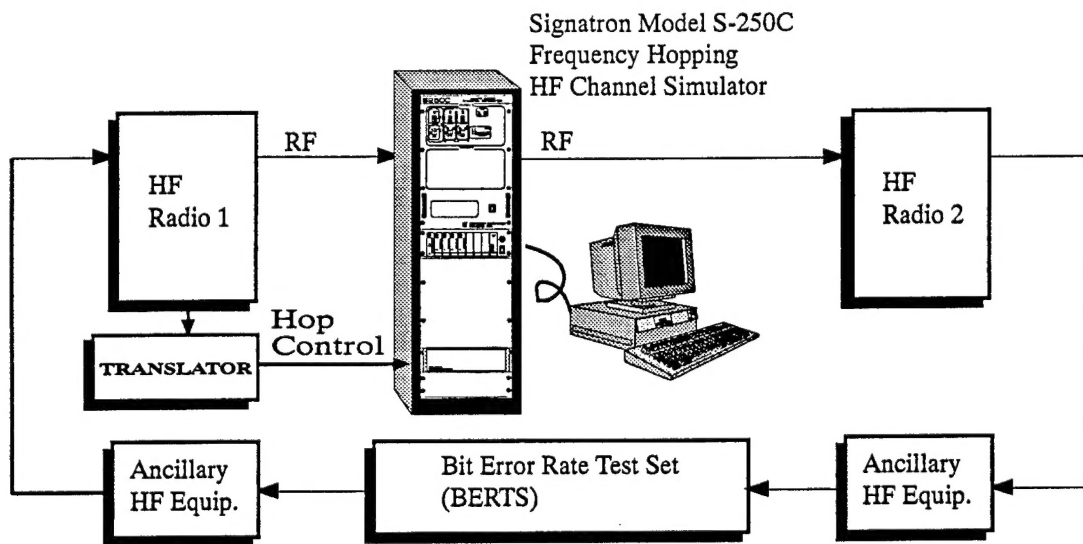 Signatron Model S-250C
Frequency Hopping
HF Channel Simulator
HF
Radio 1
RF
RF
HF
Radio 2
Hop
Control
TRANSLATOR
Ancillary
HF Equip.
Bit Error Rate Test Set
(BERTS)
Ancillary
HF Equip.